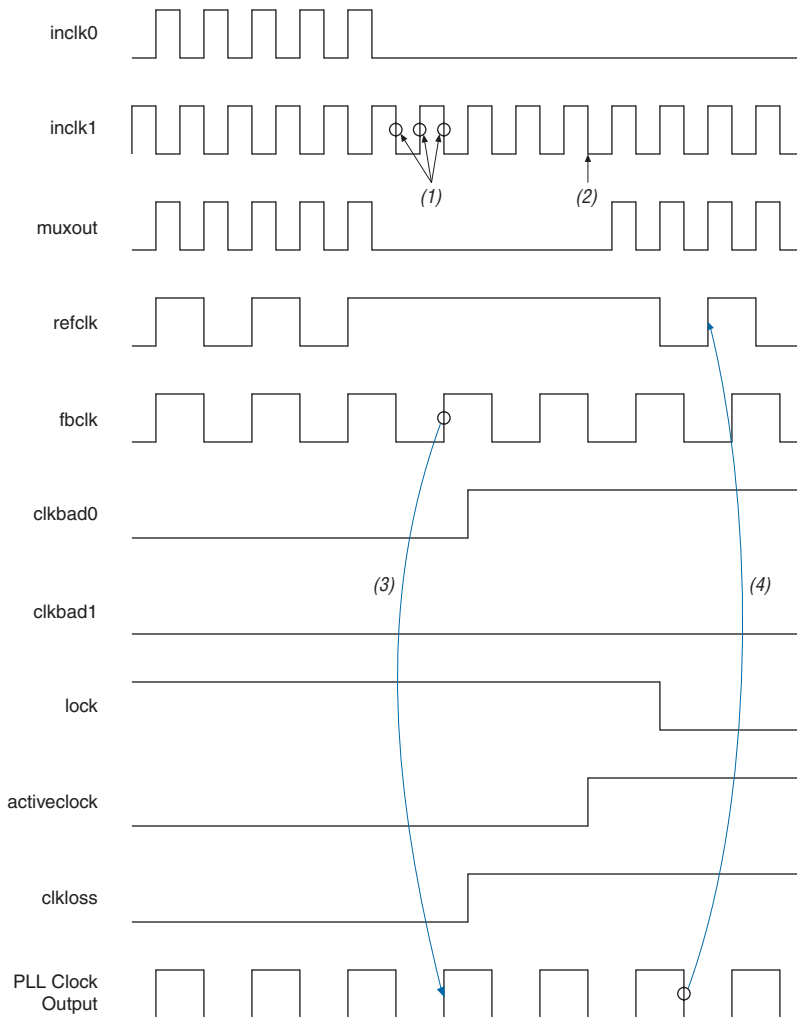 inclk0
inclk1
(1)
(2)
muxout
refclk
fbclk
clkbad0
(3)
(4)
clkbad1
lock
activeclock
clkloss
PLL Clock
Output